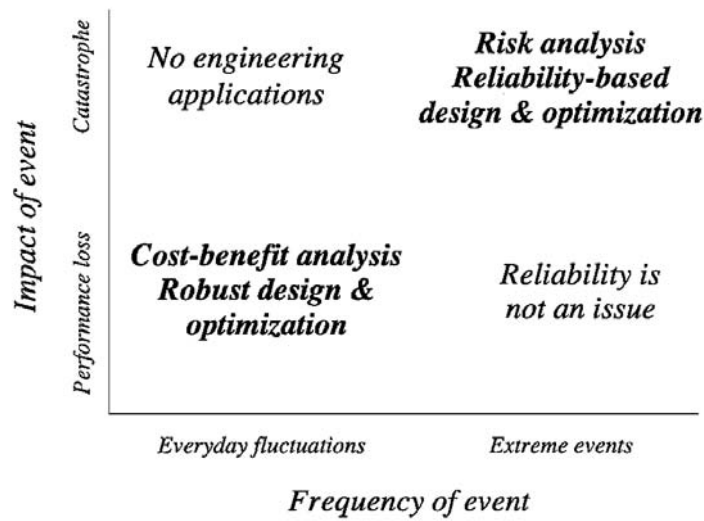 Impact of event
Catastrophe
Performance loss
No engineering
applications
Risk analysis
Reliability-based
design & optimization
Cost-benefit analysis
Robust design &
optimization
Reliability is
not an issue
Everyday fluctuations
Extreme events
Frequency of event